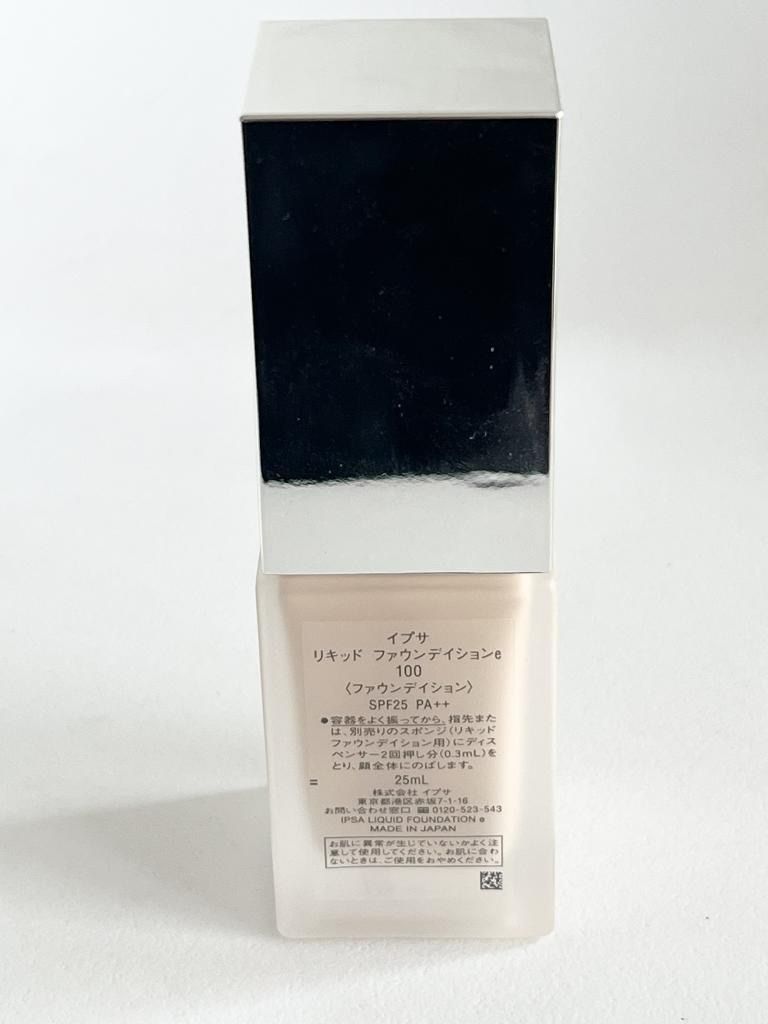 イプサ
リキッド ファウンデイションe
100
〈ファウンデイション〉
SPF25 PA++
●容器をよく振ってから、指先また
は、別売りのスポンジ(リキッド
ファウンデイション用)にディス
ペンサー2回押し分(0.3mL)を
とり、顔全体にのばします。
= 25mL
株式会社 イプサ
東京都港区赤坂7-1-16
お問い合わせ窓口 0120-523-543
IPSA LIQUID FOUNDATION e
MADE IN JAPAN
お肌に異常が生じていないかよく注
意して使用してください。お肌に合わ
ないときは、ご使用をおやめください。